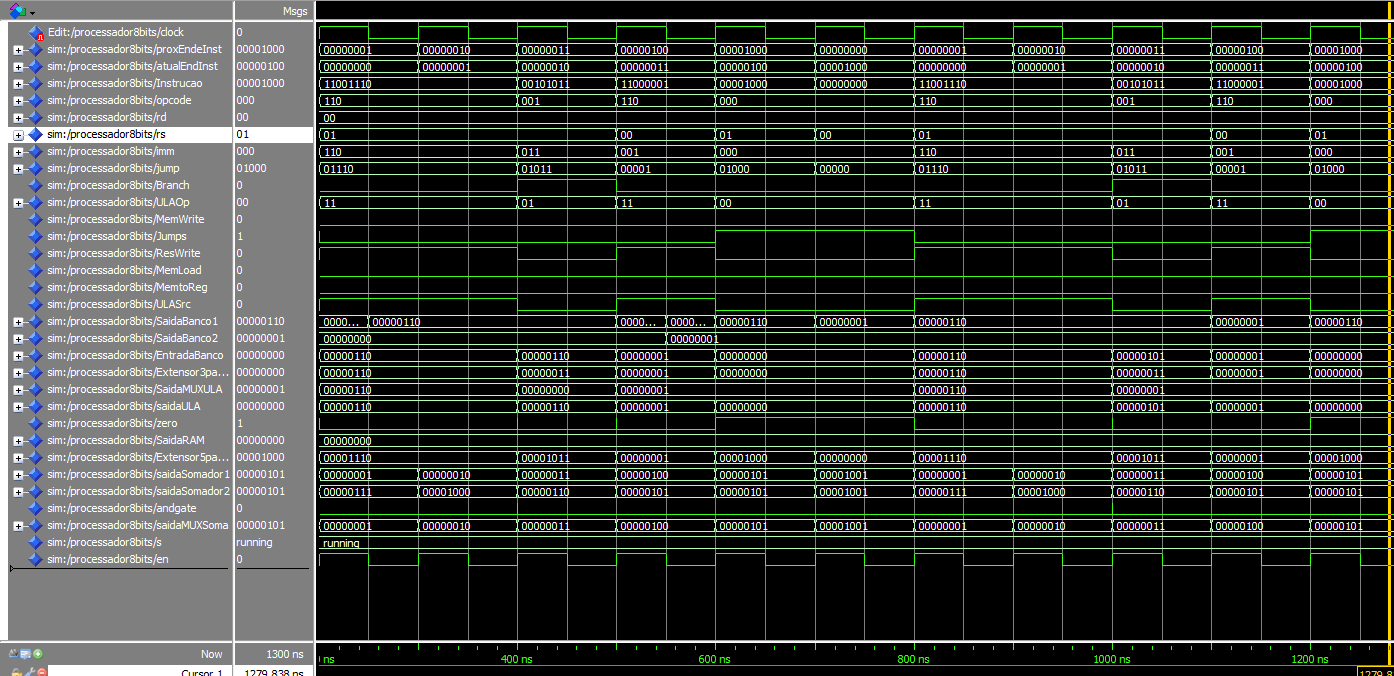 Msgs
Edit:/processador8bits/clock 0
sim:/processador8bits/proxEndeInst 00001000 00000001 00000010 00000011 00000100 00001000 00000000 00000001 00000010 00000011 00000100 00001000
sim:/processador8bits/atualEndInst 00000100 00000000 00000001 00000010 00000011 00000100 00001000 00000000 00000001 00000010 00000011 00000100
sim:/processador8bits/Instrucao 00001000 11001110 00101011 11000001 00001000 00000000 11001110 00101011 11000001 00001000
sim:/processador8bits/opcode 000 110 001 110 000 110 001 110 000
sim:/processador8bits/rd 00 00
sim:/processador8bits/rs 01 01 00 01 00 01 00 01
sim:/processador8bits/imm 000 110 011 001 000 110 011 001 000
sim:/processador8bits/jump 01000 01110 01011 00001 01000 00000 01110 01011 00001 01000
sim:/processador8bits/Branch 0
sim:/processador8bits/ULAOp 00 11 01 11 00 11 01 11 00
sim:/processador8bits/MemWrite 0
sim:/processador8bits/Jumps 1
sim:/processador8bits/ResWrite 0
sim:/processador8bits/MemLoad 0
sim:/processador8bits/MemtoReg 0
sim:/processador8bits/ULASrc 0
sim:/processador8bits/SaidaBanco1 00000110 0000... 00000110 0000... 0000... 00000110 00000001 00000110 00000001 00000110
sim:/processador8bits/SaidaBanco2 00000001 00000000 00000001
sim:/processador8bits/EntradaBanco 00000000 00000110 00000110 00000001 00000000 00000110 00000101 00000001 00000000
sim:/processador8bits/Extensor3pa... 00000000 00000110 00000011 00000001 00000000 00000110 00000011 00000001 00000000
sim:/processador8bits/SaidaMUXULA 00000001 00000110 00000000 00000001 00000110 00000001
sim:/processador8bits/saidaULA 00000000 00000110 00000110 00000001 00000000 00000110 00000101 00000001 00000000
sim:/processador8bits/zero 1
sim:/processador8bits/SaidaRAM 00000000 00000000
sim:/processador8bits/Extensor5pa... 00001000 00001110 00001011 00000001 00001000 00000000 00001110 00001011 00000001 00001000
sim:/processador8bits/saidaSomador1 00000101 00000001 00000010 00000011 00000100 00000101 00001001 00000001 00000010 00000011 00000100 00000101
sim:/processador8bits/saidaSomador2 00000101 00000111 00001000 00000110 00000101 00000101 00001001 00000111 00001000 00000110 00000101 00000101
sim:/processador8bits/andgate 0
sim:/processador8bits/saidaMUXSoma 00000101 00000001 00000010 00000011 00000100 00000101 00001001 00000001 00000010 00000011 00000100 00000101
sim:/processador8bits/s running running
sim:/processador8bits/en 0
Now 1300 ns ns 400 ns 600 ns 800 ns 1000 ns 1200 ns
Cursor 1 1279.838 ns 1279.8